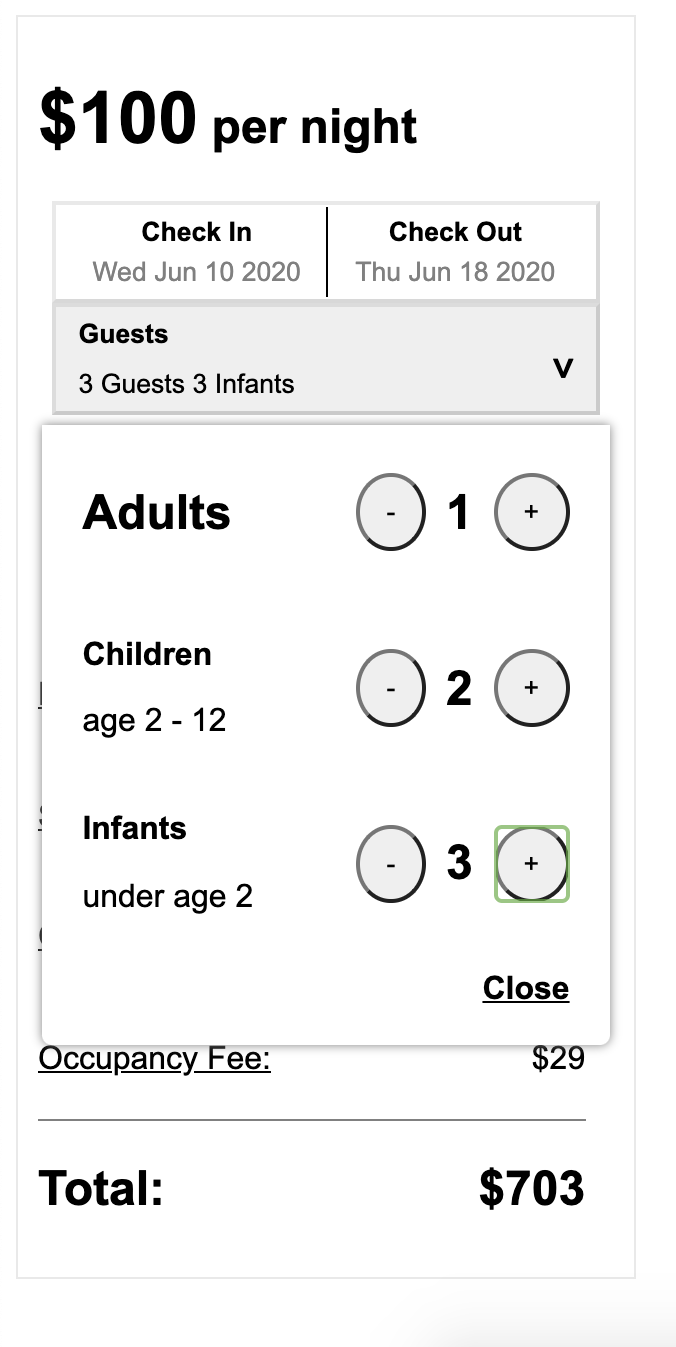 $100 per night
Check In
Check Out
Wed Jun 10 2020
Thu Jun 18 2020
Guests
3 Guests 3 Infants
V
Adults
- 1 +
Children
- 2 +
age 2 - 12
Infants
- 3 +
under age 2
Close
Occupancy Fee: $29
Total: $703